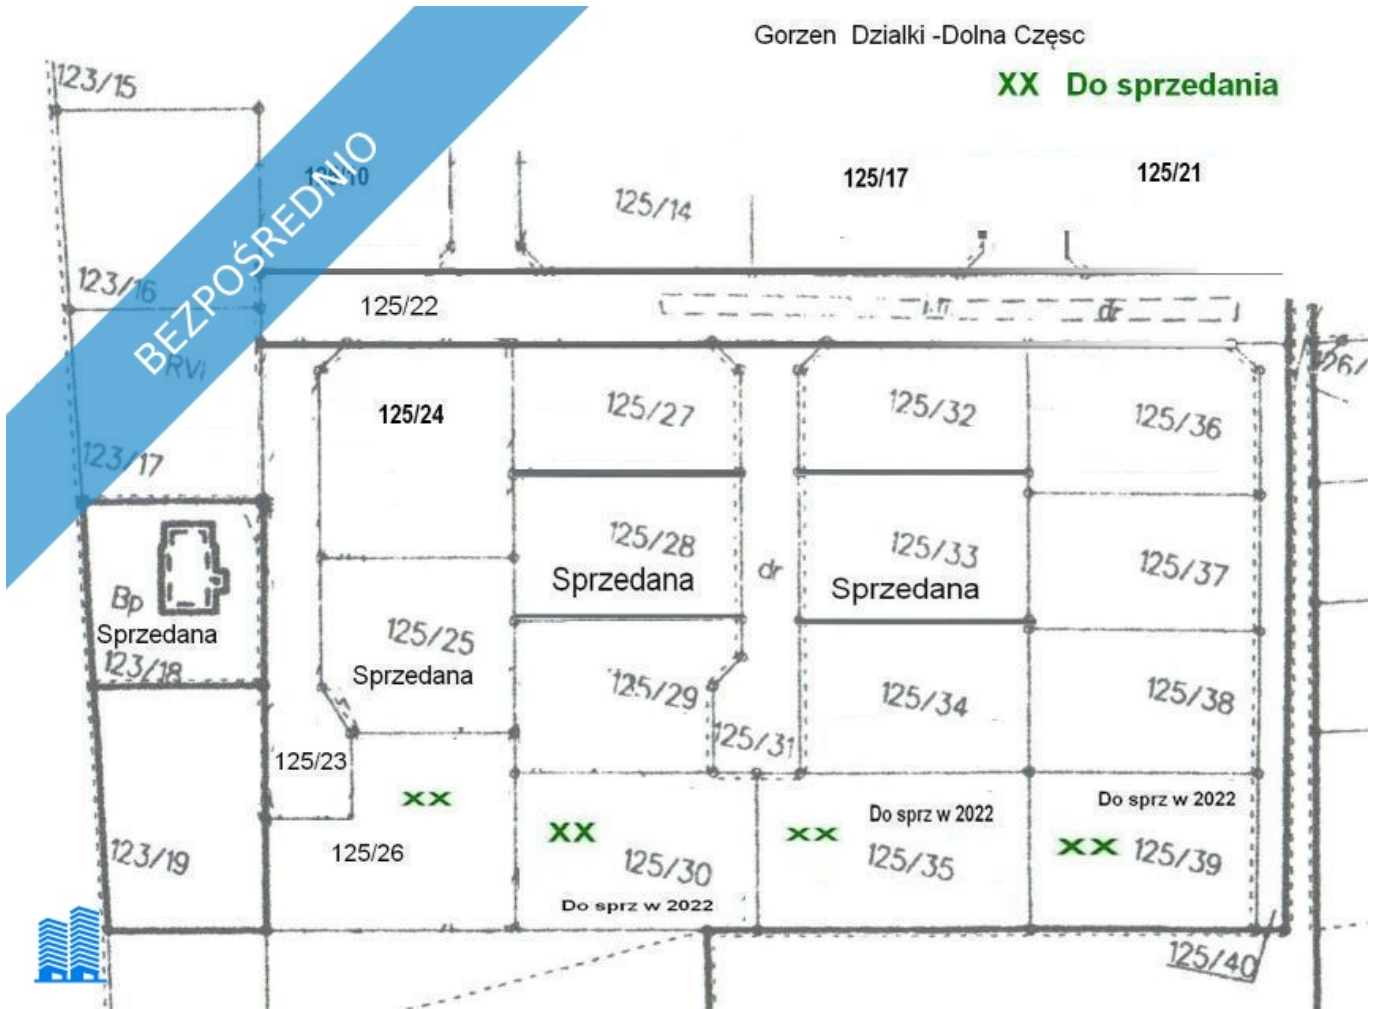 Gorzen Dzialki -Dolna Częsc
XX Do sprzedania
BEZPOŚREDNIO
123/15
125/10
125/14
125/17
125/21
123/16
125/22
dr
126/
RVI
123/17
125/24
125/27
125/32
125/36
125/28
Sprzedana
dr
125/33
Sprzedana
125/37
Bp
Sprzedana
123/18
125/25
Sprzedana
125/29
125/34
125/38
125/31
125/23
XX
125/26
XX
125/30
Do sprz w 2022
XX
Do sprz w 2022
125/35
Do sprz w 2022
XX 125/39
123/19
125/40